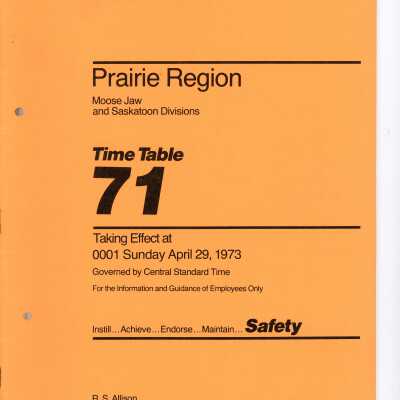 Prairie Region
Moose Jaw
and Saskatoon Divisions
Time Table
71
Taking Effect at
0001 Sunday April 29, 1973
Governed by Central Standard Time
For the Information and Guidance of Employees Only
Instill...Achieve...Endorse...Maintain... Safety
R. S. Allison